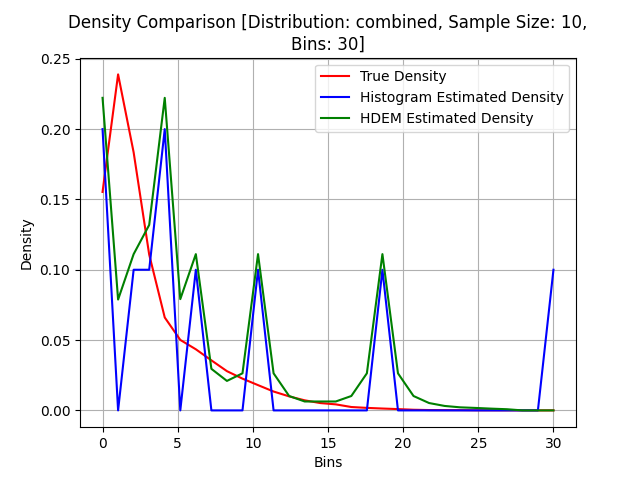 Density Comparison [Distribution: combined, Sample Size: 10,
Bins: 30]
True Density
Histogram Estimated Density
HDEM Estimated Density
Density
0.25
0.20
0.15
0.10
0.05
0.00
0 5 10 15 20 25 30
Bins